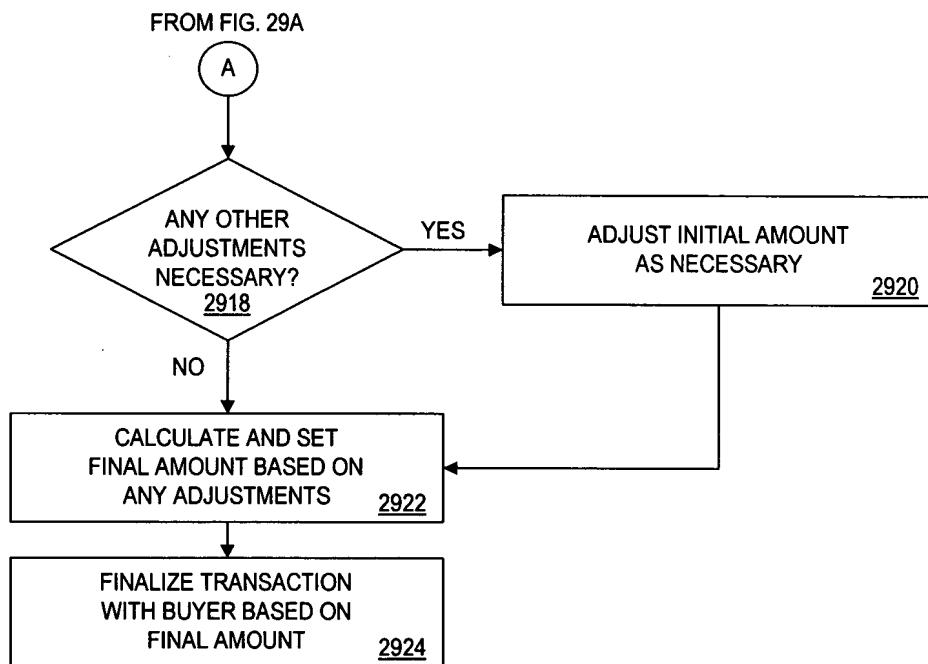 FROM FIG. 29A
A
ANY OTHER
ADJUSTMENTS
NECESSARY?
2918
YES
ADJUST INITIAL AMOUNT
AS NECESSARY
2920
NO
CALCULATE AND SET
FINAL AMOUNT BASED ON
ANY ADJUSTMENTS
2922
FINALIZE TRANSACTION
WITH BUYER BASED ON
FINAL AMOUNT
2924